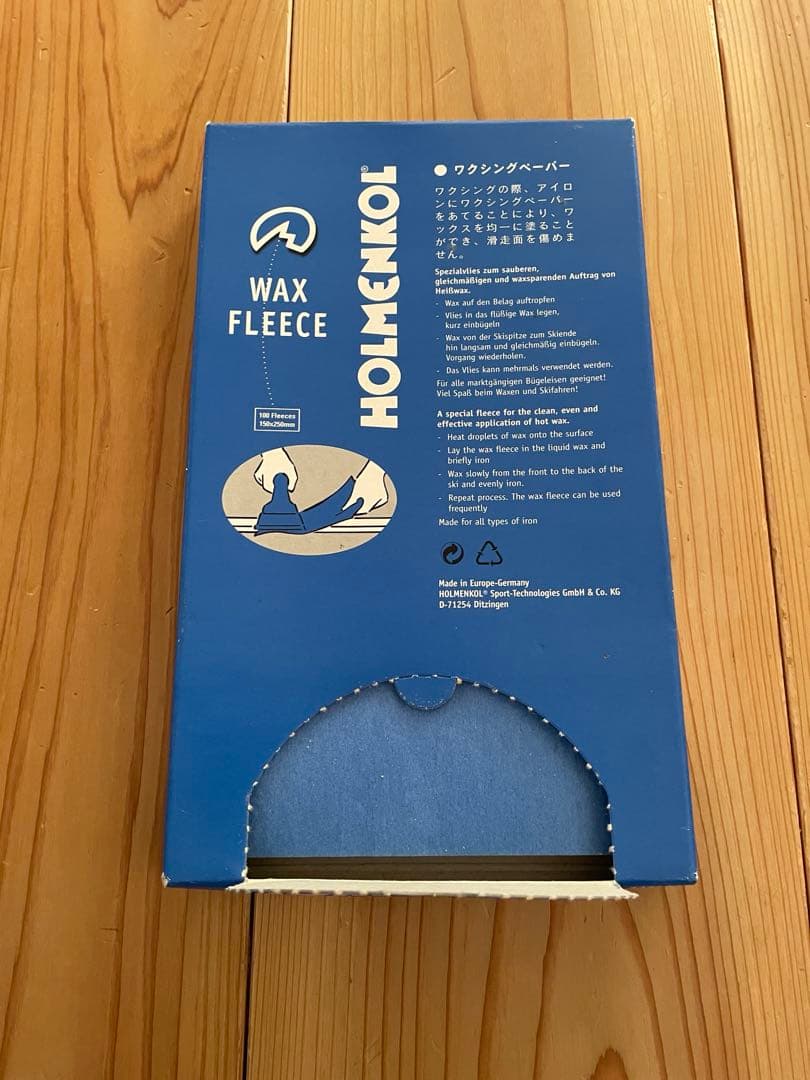 WAX
FLEECE
100 Fleeces
150x250mm
HOLMENKOL®
● ワクシングペーパー
ワクシングの際、アイロ
ンにワクシングペーパー
をあてることにより、ワ
ックスを均一に塗ること
ができ、滑走面を傷めま
せん。
Spezialvlies zum sauberen,
gleichmäßigen und waxsparenden Auftrag von
Heißwax.
- Wax auf den Belag auftropfen
- Vlies in das flüßige Wax legen,
kurz einbügeln
- Wax von der Skispitze zum Skiende
hin langsam und gleichmäßig einbügeln.
Vorgang wiederholen.
- Das Vlies kann mehrmals verwendet werden.
Für alle marktgängigen Bügeleisen geeignet!
Viel Spaß beim Waxen und Skifahren!
A special fleece for the clean, even and
effective application of hot wax.
- Heat droplets of wax onto the surface
- Lay the wax fleece in the liquid wax and
briefly iron
- Wax slowly from the front to the back of the
ski and evenly iron.
- Repeat process. The wax fleece can be used
frequently
Made for all types of iron
Made in Europe-Germany
HOLMENKOL® Sport-Technologies GmbH & Co. KG
D-71254 Ditzingen